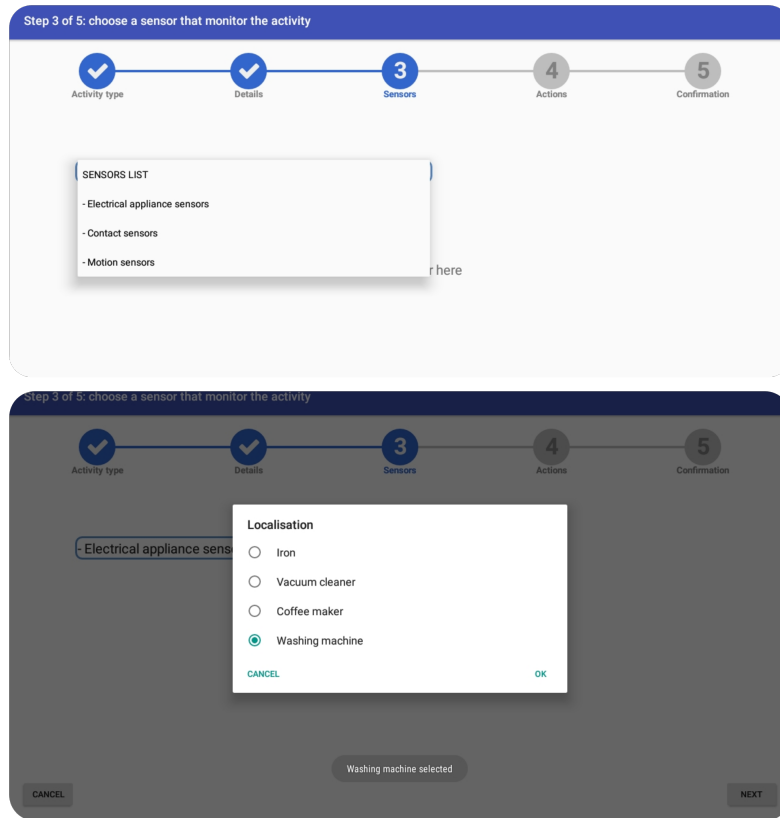 Step 3 of 5: choose a sensor that monitor the activity
3 4 5
Activity type Details Sensors Actions Confirmation
SENSORS LIST
- Electrical appliance sensors
- Contact sensors
- Motion sensors
here
Step 3 of 5: choose a sensor that monitor the activity
3 4 5
Activity type Details Sensors Actions Confirmation
- Electrical appliance
Localisation
Iron
Vacuum cleaner
Coffee maker
Washing machine
CANCEL OK
Washing machine selected
CANCEL NEXT